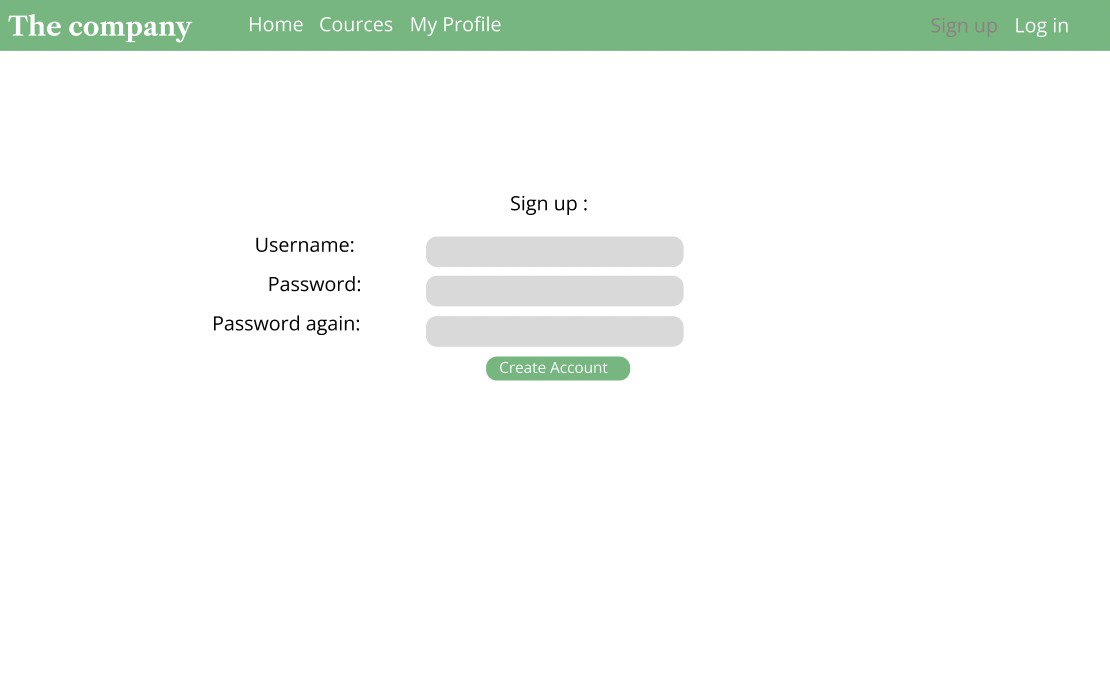 The company Home Cources My Profile Sign up Log in
Sign up :
Username:
Password:
Password again:
Create Account